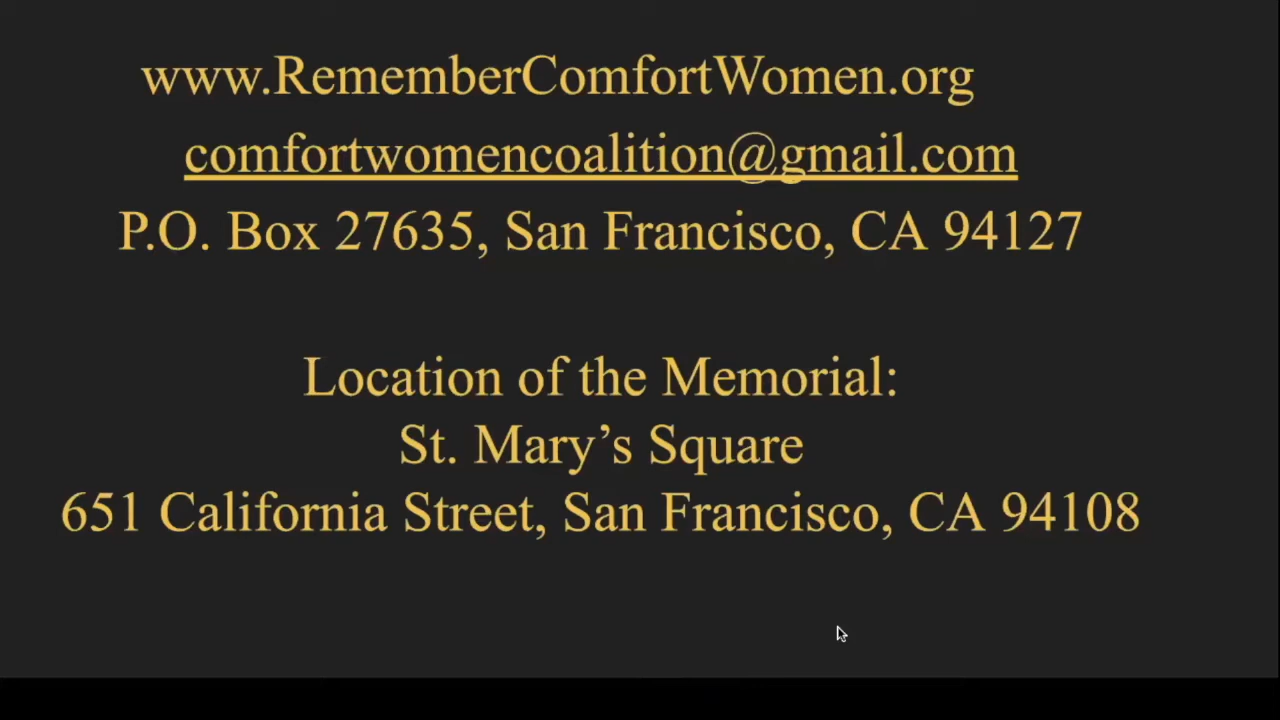 www.RememberComfortWomen.org
comfortwomencoalition@gmail.com
P.O. Box 27635, San Francisco, CA 94127
Location of the Memorial:
St. Mary’s Square
651 California Street, San Francisco, CA 94108